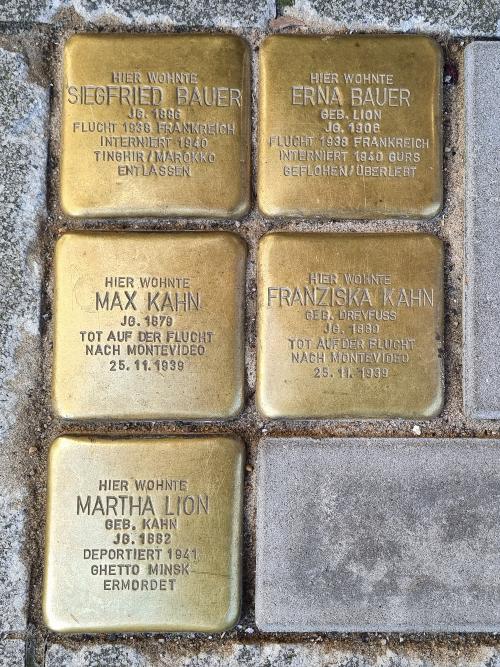 HIER WOHNTE
SIEGFRIED BAUER
JG. 1896
FLUCHT 1938 FRANKREICH
INTERNIERT 1940
TINGHIR/MAROKKO
ENTLASSEN
HIER WOHNTE
ERNA BAUER
GEB. LION
JG. 1906
FLUCHT 1938 FRANKREICH
INTERNIERT 1940 GURS
GEFLOHEN/ÜBERLEBT
HIER WOHNTE
MAX KAHN
JG. 1879
TOT AUF DER FLUCHT
NACH MONTEVIDEO
25.11.1939
HIER WOHNTE
FRANZISKA KAHN
GEB. DREYFUSS
JG. 1880
TOT AUF DER FLUCHT
NACH MONTEVIDEO
25.11.1939
HIER WOHNTE
MARTHA LION
GEB. KAHN
JG. 1882
DEPORTIERT 1941
GHETTO MINSK
ERMORDET